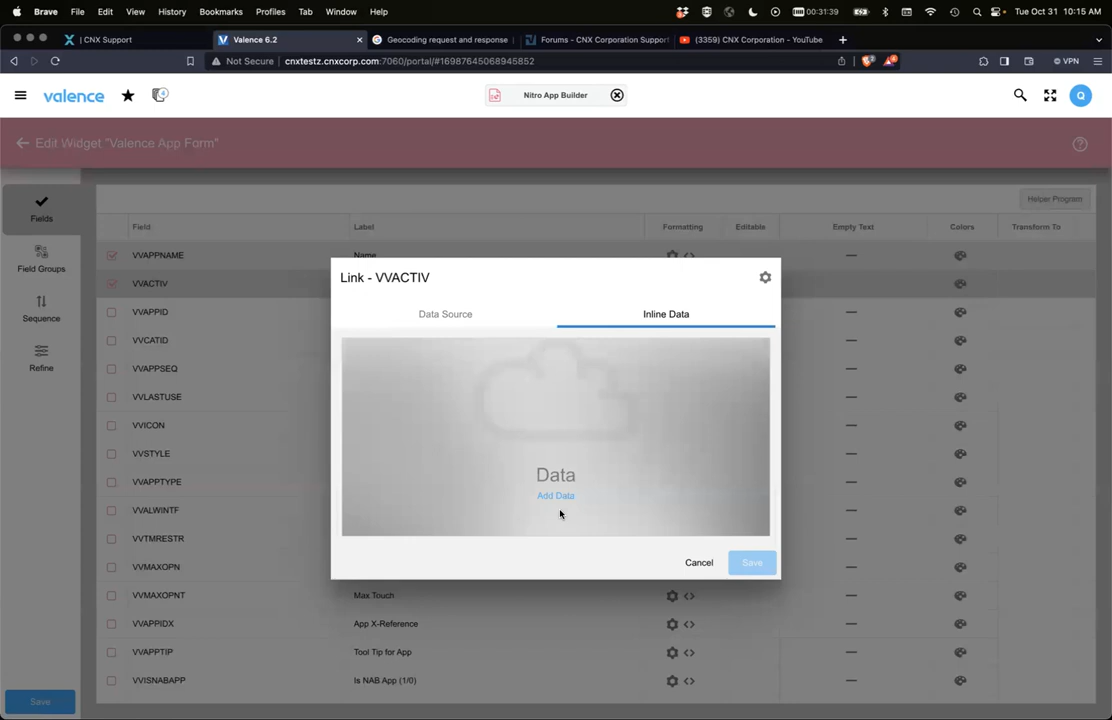 Brave File Edit View History Bookmarks Profiles Tab Window Help 00:31:39 Tue Oct 31 10:15 AM
| CNX Support Valence 6.2 Geocoding request and response Forums - CNX Corporation Support (3359) CNX Corporation - YouTube
Not Secure cnxtestz.cnxcorp.com:7060/portal/#16987645068945852 VPN
valence Nitro App Builder Q
Edit Widget "Valence App Form"
Helper Program
Fields
Field Label Formatting Editable Empty Text Colors Transform To
VVAPPNAME Name
Field Groups
VVACTIV
Sequence
VVAPPID
VVCATID
Refine
VVAPPSEQ
VVLASTUSE
VVICON
VVSTYLE
VVAPPTYPE
VVALWINTF
VVTMRESTR
VVMAXOPN
VVMAXOPNT Max Touch
VVAPPIDX App X-Reference
VVAPPTIP Tool Tip for App
VVISNABAPP Is NAB App (1/0)
Save
Link - VVACTIV
Data Source Inline Data
Data
Add Data
Cancel Save